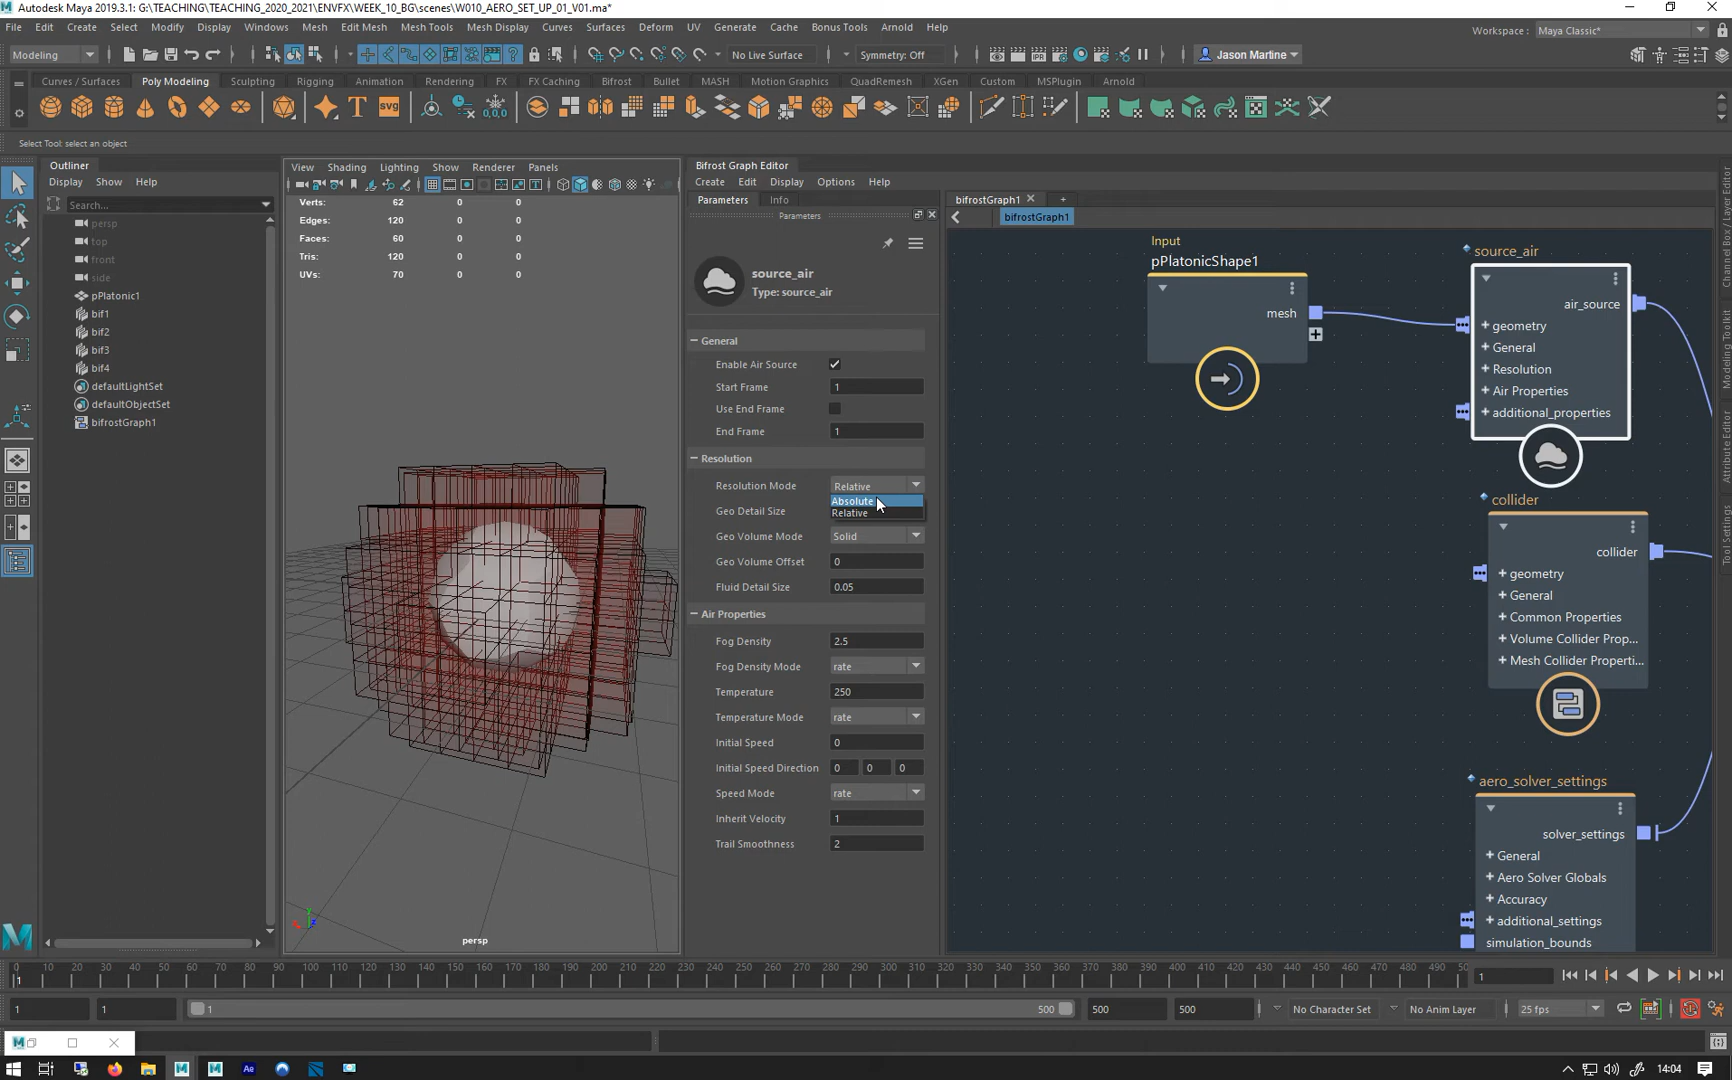 Autodesk Maya 2019.3.1: G:\TEACHING\TEACHING_2020_2021\ENVFX\WEEK_10_BG\scenes\W010_AERO_SET_UP_01_V01.ma*
File Edit Create Select Modify Display Windows Mesh Edit Mesh Mesh Tools Mesh Display Curves Surfaces Deform UV Generate Cache Bonus Tools Arnold Help
Workspace : Maya Classic*
Modeling
No Live Surface
Symmetry: Off
Jason Martine
Curves / Surfaces Poly Modeling Sculpting Rigging Animation Rendering FX FX Caching Bifrost Bullet MASH Motion Graphics QuadRemesh XGen Custom MSPlugin Arnold
T SVG
Select Tool: select an object
Outliner
Display Show Help
Search...
persp
top
front
side
pPlatonic1
bif1
bif2
bif3
bif4
defaultLightSet
defaultObjectSet
bifrostGraph1
View Shading Lighting Show Renderer Panels
Verts: 62 0 0
Edges: 120 0 0
Faces: 60 0 0
Tris: 120 0 0
UVs: 70 0 0
persp
Bifrost Graph Editor
Create Edit Display Options Help
Parameters Info
Parameters
source_air
Type: source_air
General
Enable Air Source
Start Frame 1
Use End Frame
End Frame 1
Resolution
Resolution Mode Relative
Absolute
Relative
Geo Detail Size
Geo Volume Mode Solid
Geo Volume Offset 0
Fluid Detail Size 0.05
Air Properties
Fog Density 2.5
Fog Density Mode rate
Temperature 250
Temperature Mode rate
Initial Speed 0
Initial Speed Direction 0 0 0
Speed Mode rate
Inherit Velocity 1
Trail Smoothness 2
bifrostGraph1
bifrostGraph1
Input
pPlatonicShape1
mesh
source_air
air_source
geometry
General
Resolution
Air Properties
additional_properties
collider
collider
geometry
General
Common Properties
Volume Collider Prop...
Mesh Collider Properti...
aero_solver_settings
solver_settings
General
Aero Solver Globals
Accuracy
additional_settings
simulation_bounds
Channel Box / Layer Editor
Modeling Toolkit
Attribute Editor
Tool Settings
0 10 20 30 40 50 60 70 80 90 100 110 120 130 140 150 160 170 180 190 200 210 220 230 240 250 260 270 280 290 300 310 320 330 340 350 360 370 380 390 400 410 420 430 440 450 460 470 480 490 50
1
1
1 1 1 500 500 500 No Character Set No Anim Layer 25 fps
14:04